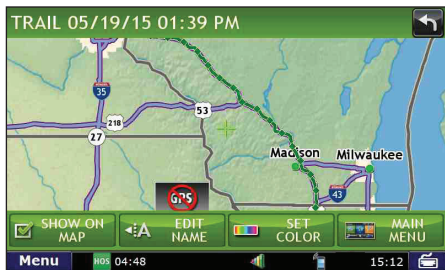 TRAIL 05/19/15 01:39 PM
35
53
218
27
Madison Milwaukee
43
GPS
SHOW ON MAP
A EDIT NAME
SET COLOR
MAIN MENU
Menu HOS 04:48 15:12